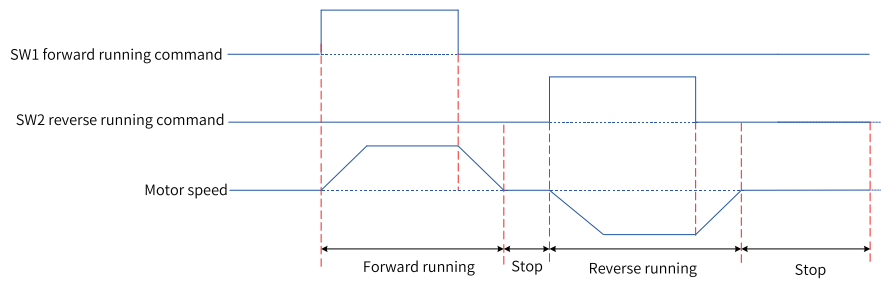 SW1 forward running command
SW2 reverse running command
Motor speed
Forward running
Stop
Reverse running
Stop